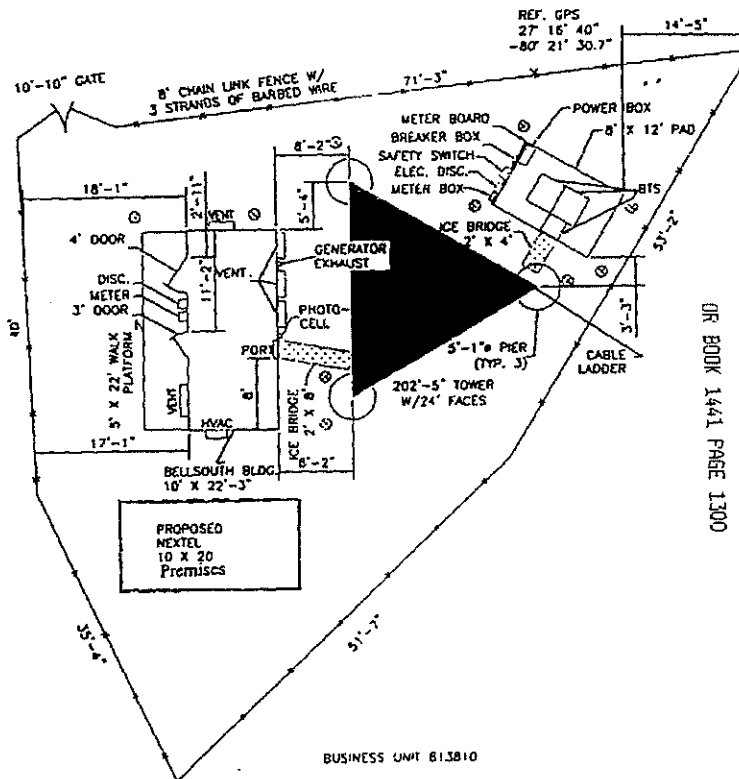 REF. GPS
27° 16' 40"
-80° 21' 30.7"
14'-5"
10'-10" GATE
8' CHAIN LINK FENCE W/
3 STRANDS OF BARBED WIRE
71'-3"
METER BOARD
BREAKER BOX
SAFETY SWITCH
ELEC. DISC.
METER BOX
POWER BOX
8' X 12' PAD
BTS
8'-2"
5'-4"
18'-1"
2'-11"
VENT
4' DOOR
DISC.
METER
3' DOOR
11'-2"
VENT
GENERATOR
EXHAUST
ICE BRIDGE
2' X 4'
53'-2"
3'-3"
40'
5' X 22' WALK
PLATFORM
PHOTO-
CELL
PORT
5'-1"ø PIER
(TYP. 3)
CABLE
LADDER
202'-5" TOWER
W/24' FACES
VENT
8'
ICE BRIDGE
2' X 8'
HVAC
17'-1"
8'-2"
BELLSOUTH BLDG.
10' X 22'-3"
PROPOSED
NEXTEL
10 X 20
Premises
35'-4"
51'-7"
BUSINESS UNIT 813810
OR BOOK 1441 PAGE 1300